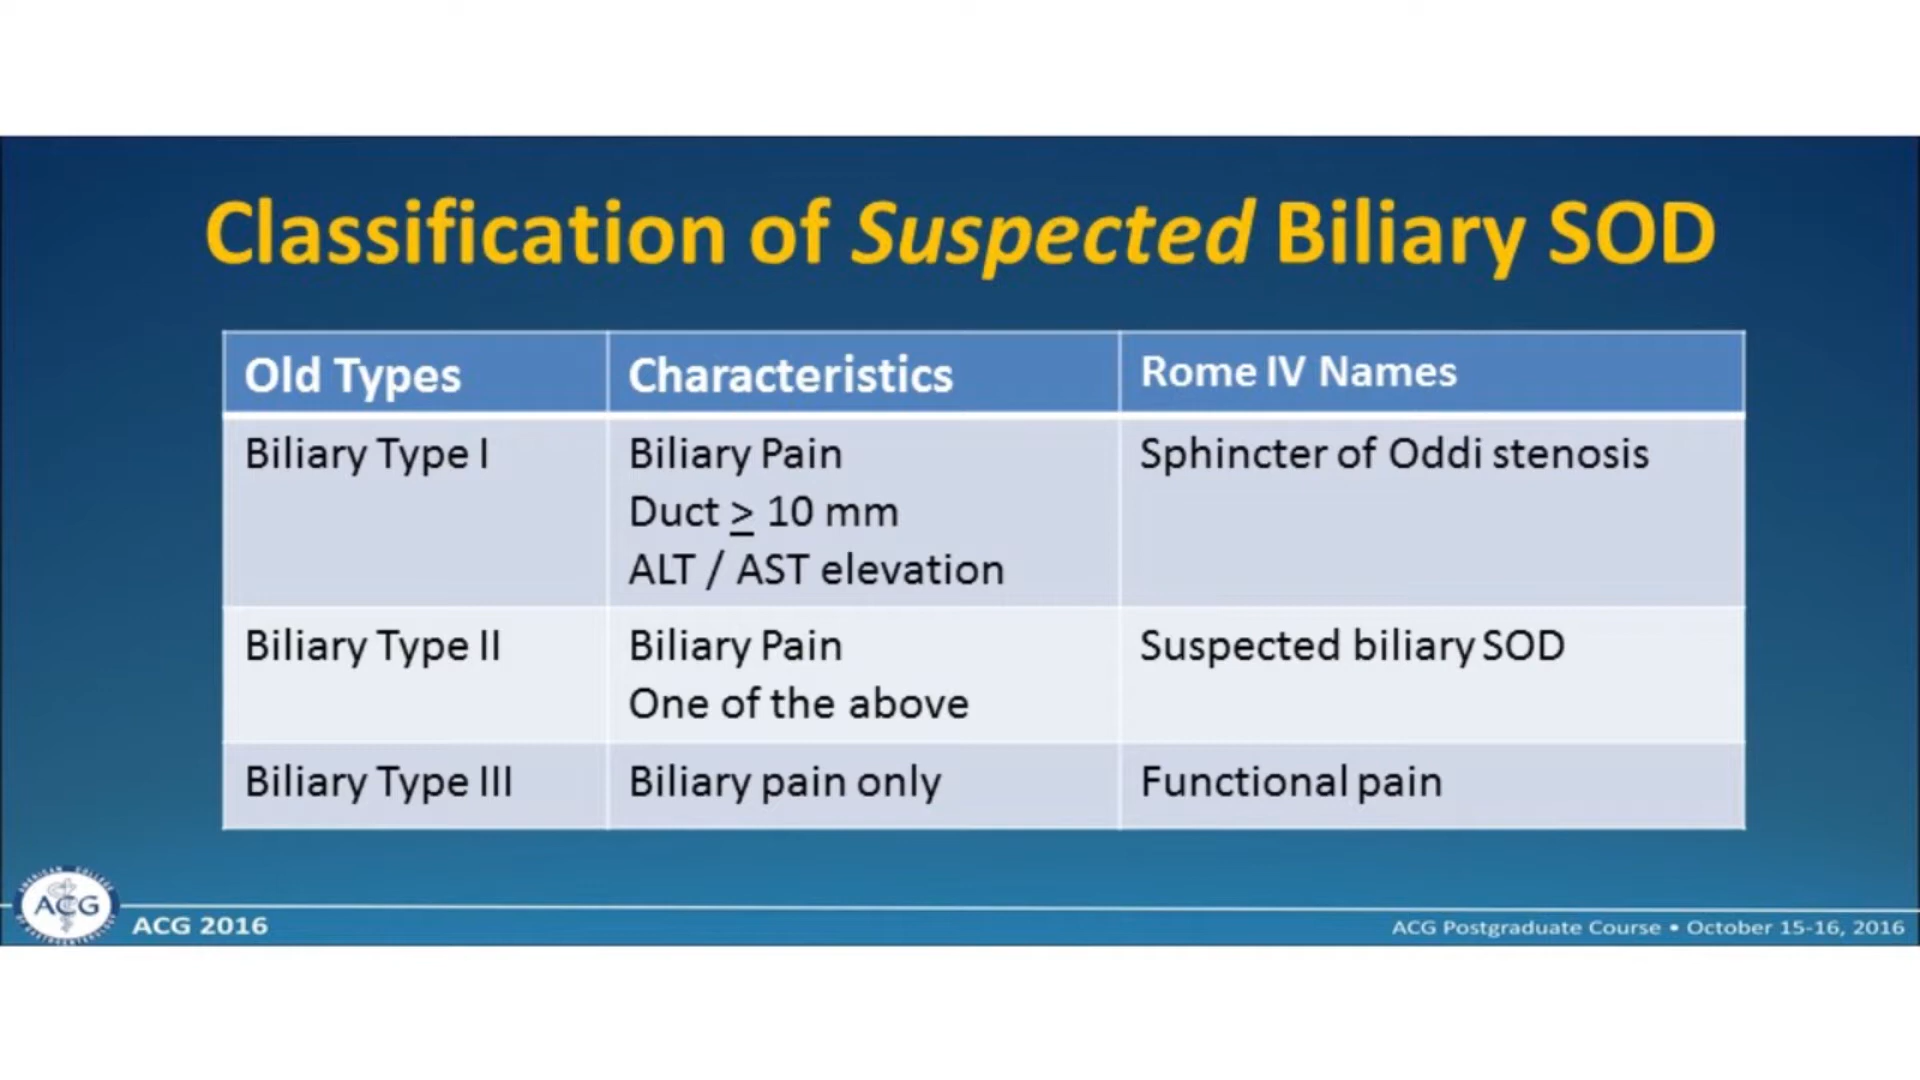 Classification of Suspected Biliary SOD
Old Types
Characteristics
Rome IV Names
Biliary Type I
Biliary Pain
Duct ≥ 10 mm
ALT / AST elevation
Sphincter of Oddi stenosis
Biliary Type II
Biliary Pain
One of the above
Suspected biliary SOD
Biliary Type III
Biliary pain only
Functional pain
ACG
ACG 2016
ACG Postgraduate Course • October 15-16, 2016